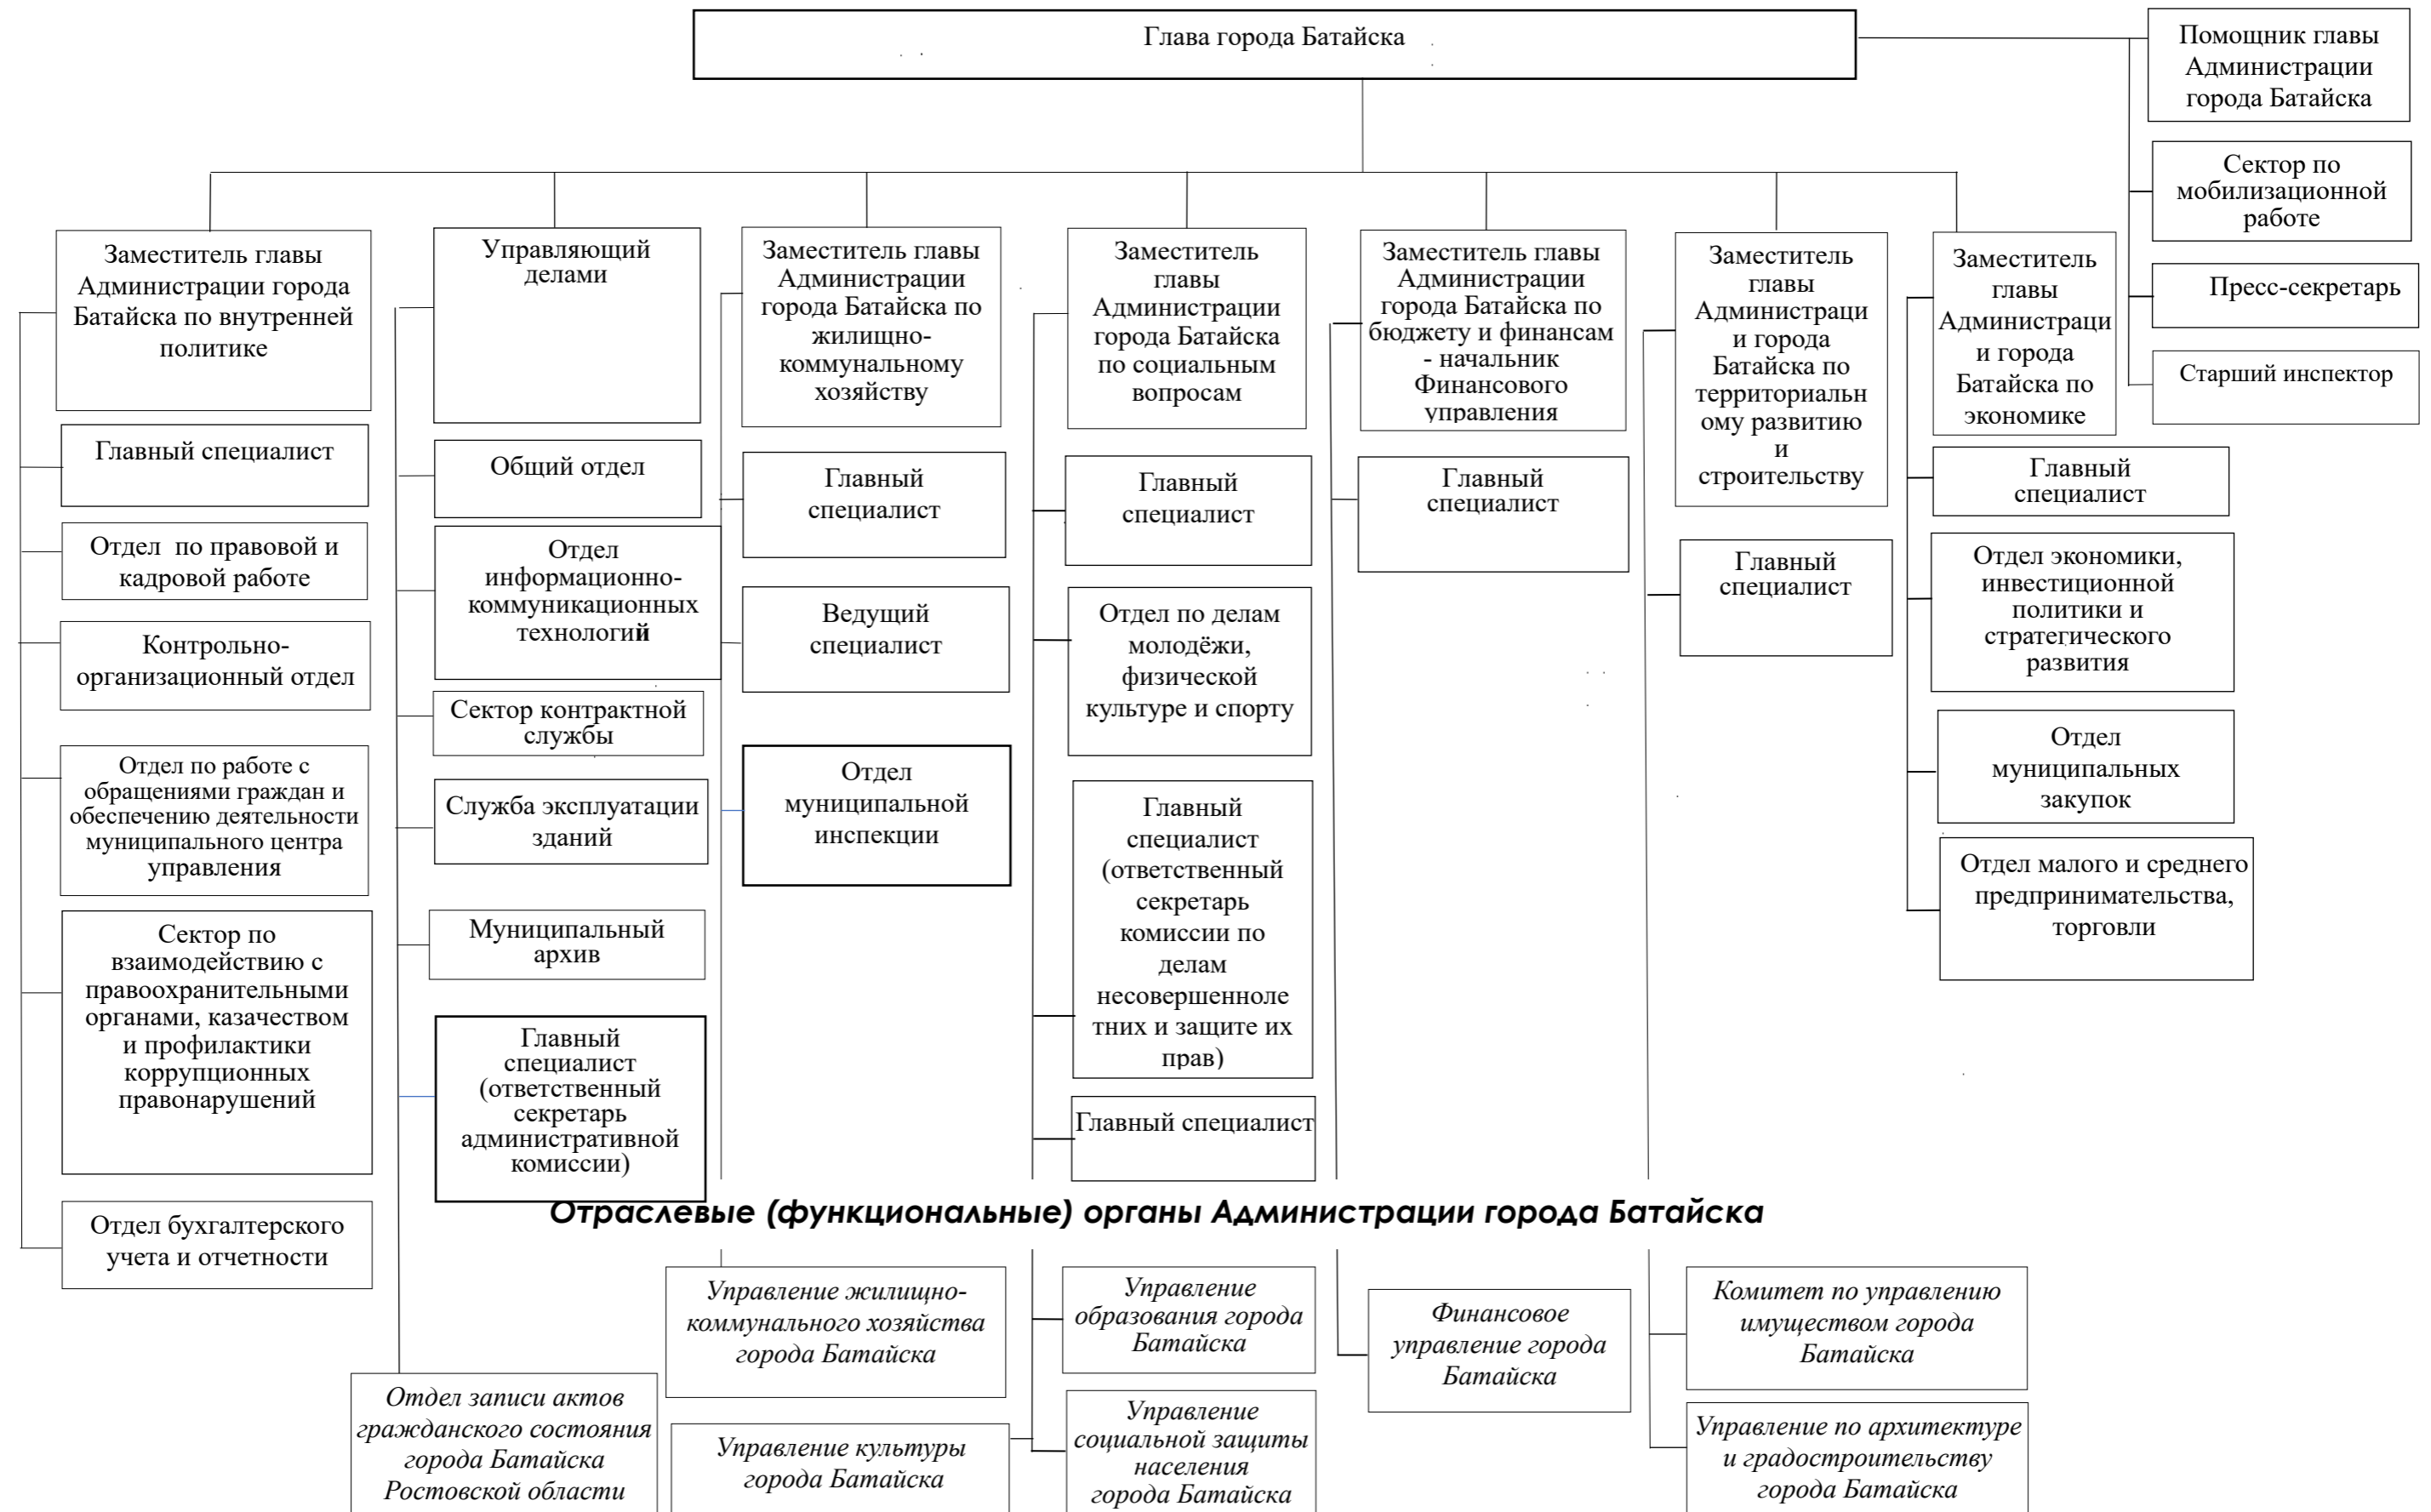 Глава города Батайска
Помощник главы
Администрации
города Батайска
Сектор по
мобилизационной
работе
Пресс-секретарь
Старший инспектор
Заместитель главы
Администрации города
Батайска по внутренней
политике
Главный специалист
Отдел по правовой и
кадровой работе
Контрольно-
организационный отдел
Отдел по работе с
обращениями граждан и
обеспечению деятельности
муниципального центра
управления
Сектор по
взаимодействию с
правоохранительными
органами, казачеством
и профилактики
коррупционных
правонарушений
Отдел бухгалтерского
учета и отчетности
Управляющий
делами
Общий отдел
Отдел
информационно-
коммуникационных
технологий
Сектор контрактной
службы
Служба эксплуатации
зданий
Муниципальный
архив
Главный
специалист
(ответственный
секретарь
административной
комиссии)
Заместитель главы
Администрации
города Батайска по
жилищно-
коммунальному
хозяйству
Главный
специалист
Ведущий
специалист
Отдел
муниципальной
инспекции
Заместитель
главы
Администрации
города Батайска
по социальным
вопросам
Главный
специалист
Отдел по делам
молодёжи,
физической
культуре и спорту
Главный
специалист
(ответственный
секретарь
комиссии по
делам
несовершенноле
тних и защите их
прав)
Главный специалист
Заместитель главы
Администрации
города Батайска по
бюджету и финансам
- начальник
Финансового
управления
Главный
специалист
Заместитель
главы
Администраци
и города
Батайска по
территориальн
ому развитию
и
строительству
Главный
специалист
Заместитель
главы
Администраци
и города
Батайска по
экономике
Главный
специалист
Отдел экономики,
инвестиционной
политики и
стратегического
развития
Отдел
муниципальных
закупок
Отдел малого и среднего
предпринимательства,
торговли
Отраслевые (функциональные) органы Администрации города Батайска
Отдел записи актов
гражданского состояния
города Батайска
Ростовской области
Управление жилищно-
коммунального хозяйства
города Батайска
Управление культуры
города Батайска
Управление
образования города
Батайска
Управление
социальной защиты
населения
города Батайска
Финансовое
управление города
Батайска
Комитет по управлению
имуществом города
Батайска
Управление по архитектуре
и градостроительству
города Батайска